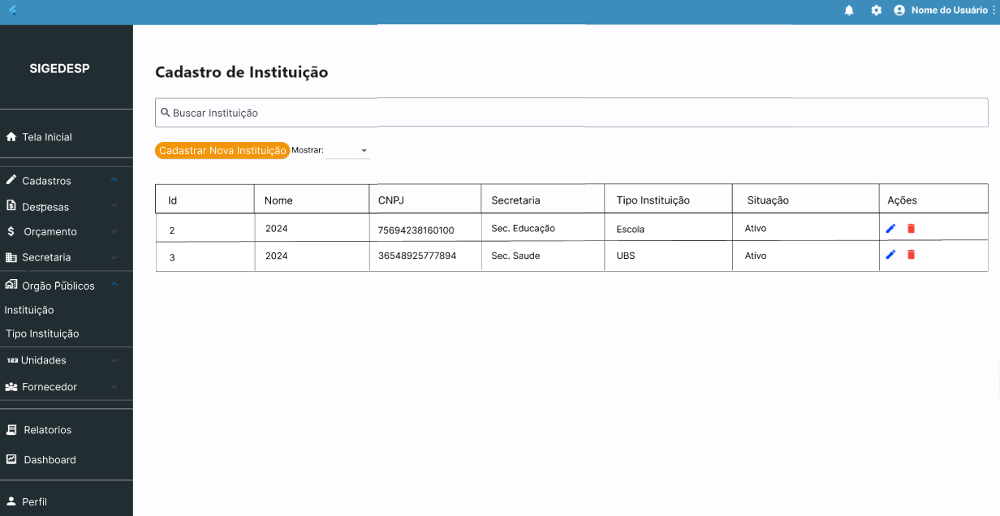 Nome do Usuário
SIGEDESP
Tela Inicial
Cadastros
Despesas
Orçamento
Secretaria
Orgão Públicos
Instituição
Tipo Instituição
123 Unidades
Fornecedor
Relatorios
Dashboard
Perfil
Cadastro de Instituição
Buscar Instituição
Cadastrar Nova Instituição Mostrar:
Id Nome CNPJ Secretaria Tipo Instituição Situação Ações
2 2024 75694238160100 Sec. Educação Escola Ativo
3 2024 36548925777894 Sec. Saude UBS Ativo